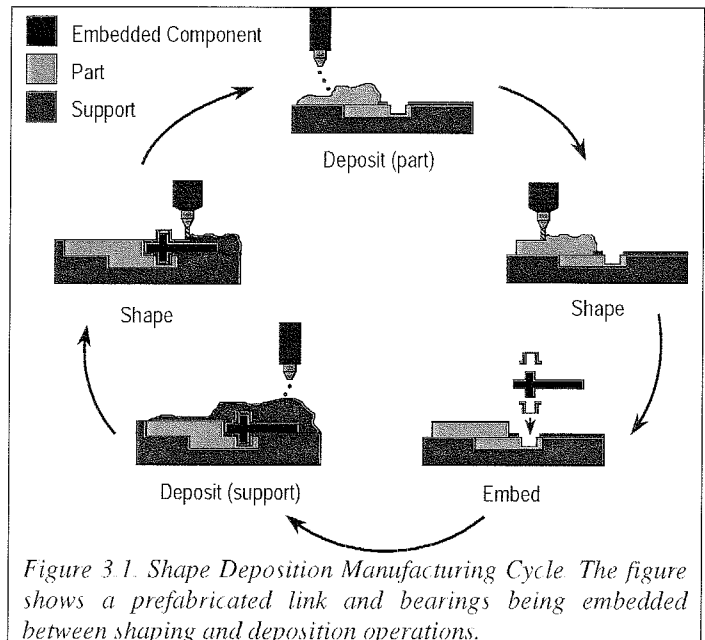 Embedded Component
Part
Support
Deposit (part)
Shape
Shape
Deposit (support)
Embed
Figure 3.1. Shape Deposition Manufacturing Cycle. The figure
shows a prefabricated link and bearings being embedded
between shaping and deposition operations.